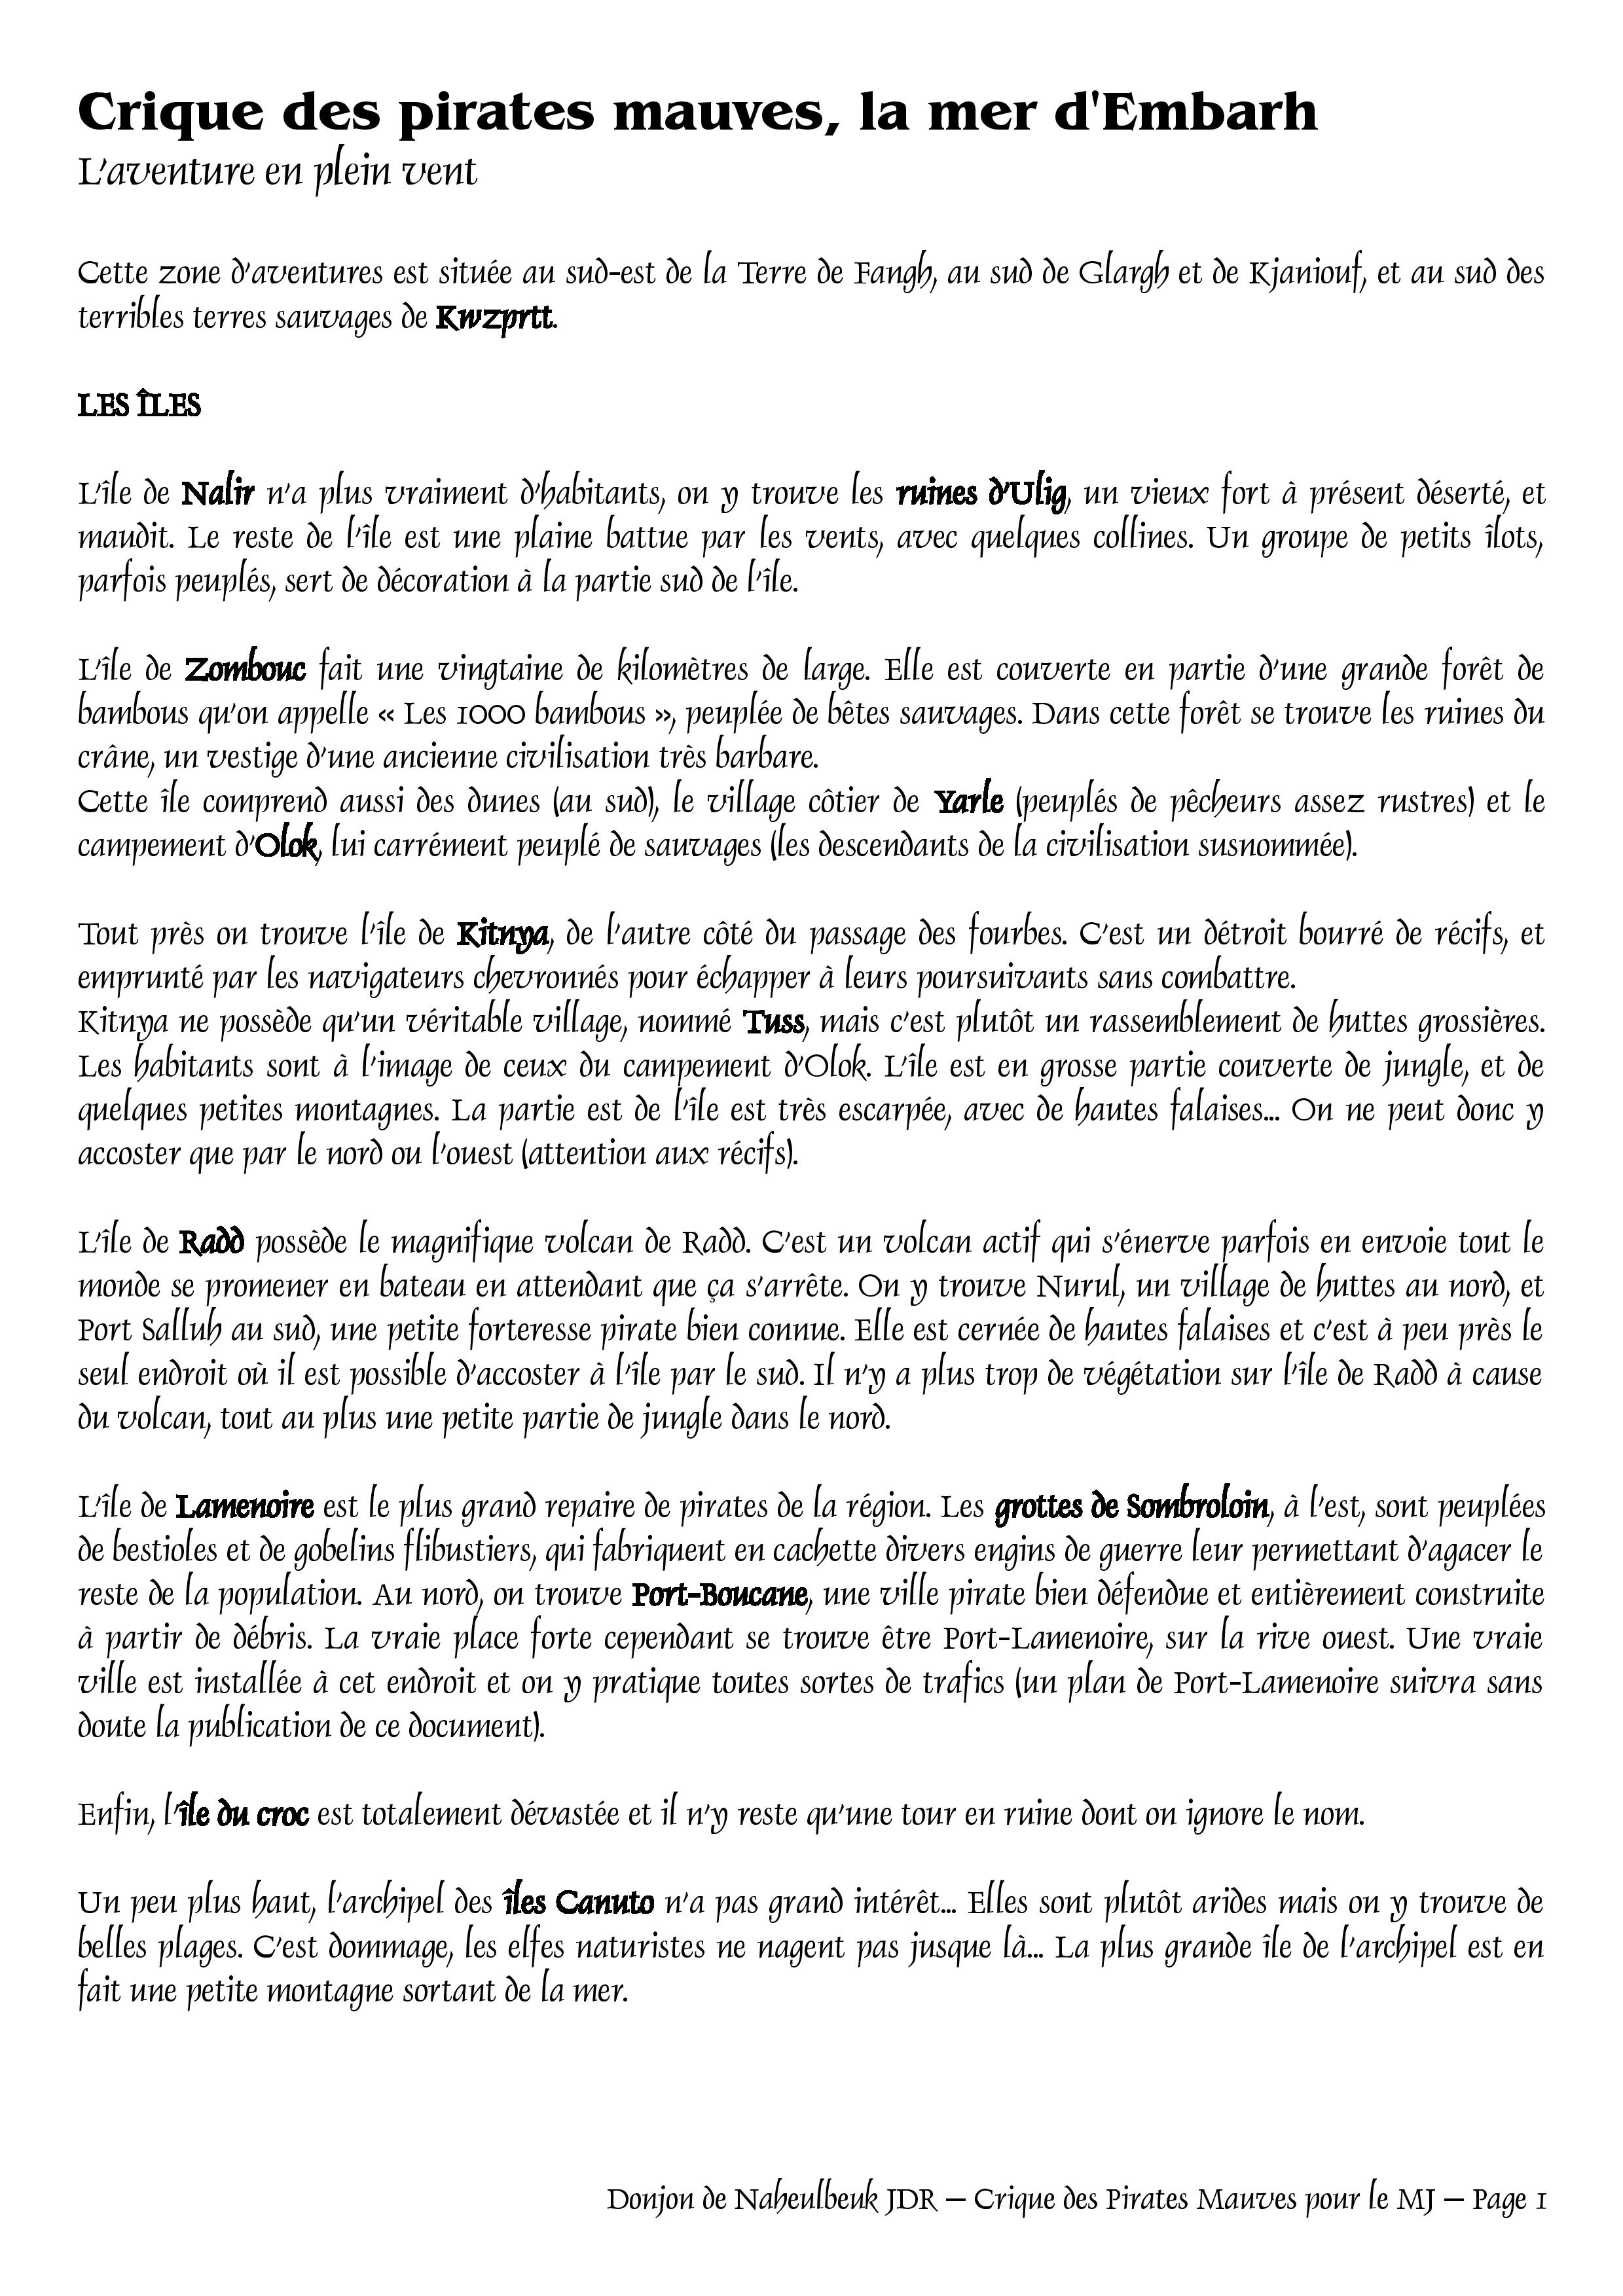 Crique des pirates mauves, la mer d'Embarh
L'aventure en plein vent
Cette zone d'aventures est située au sud-est de la Terre de Fangh, au sud de Glargh et de Kjaniouf, et au sud des
terribles terres sauvages de Kwzprtt.
LES ÎLES
L'île de Nalir n'a plus vraiment d'habitants, on y trouve les ruines d'Ulig, un vieux fort à présent déserté, et
maudit. Le reste de l'île est une plaine battue par les vents, avec quelques collines. Un groupe de petits îlots,
parfois peuplés, sert de décoration à la partie sud de l'île.
L'île de Zombouc fait une vingtaine de kilomètres de large. Elle est couverte en partie d'une grande forêt de
bambous qu'on appelle « Les 1000 bambous », peuplée de bêtes sauvages. Dans cette forêt se trouve les ruines du
crâne, un vestige d'une ancienne civilisation très barbare.
Cette île comprend aussi des dunes (au sud), le village côtier de Yarle (peuplés de pêcheurs assez rustres) et le
campement d'Olok, lui carrément peuplé de sauvages (les descendants de la civilisation susnommée).
Tout près on trouve l'île de Kitnya, de l'autre côté du passage des fourbes. C'est un détroit bourré de récifs, et
emprunté par les navigateurs chevronnés pour échapper à leurs poursuivants sans combattre.
Kitnya ne possède qu'un véritable village, nommé Tuss, mais c'est plutôt un rassemblement de huttes grossières.
Les habitants sont à l'image de ceux du campement d'Olok. L'île est en grosse partie couverte de jungle, et de
quelques petites montagnes. La partie est de l'île est très escarpée, avec de hautes falaises... On ne peut donc y
accoster que par le nord ou l'ouest (attention aux récifs).
L'île de Radd possède le magnifique volcan de Radd. C'est un volcan actif qui s'énerve parfois en envoie tout le
monde se promener en bateau en attendant que ça s'arrête. On y trouve Nurul, un village de huttes au nord, et
Port Salluh au sud, une petite forteresse pirate bien connue. Elle est cernée de hautes falaises et c'est à peu près le
seul endroit où il est possible d'accoster à l'île par le sud. Il n'y a plus trop de végétation sur l'île de Radd à cause
du volcan, tout au plus une petite partie de jungle dans le nord.
L'île de Lamenoire est le plus grand repaire de pirates de la région. Les grottes de Sombroloin, à l'est, sont peuplées
de bestioles et de gobelins flibustiers, qui fabriquent en cachette divers engins de guerre leur permettant d'agacer le
reste de la population. Au nord, on trouve Port-Boucane, une ville pirate bien défendue et entièrement construite
à partir de débris. La vraie place forte cependant se trouve être Port-Lamenoire, sur la rive ouest. Une vraie
ville est installée à cet endroit et on y pratique toutes sortes de trafics (un plan de Port-Lamenoire suivra sans
doute la publication de ce document).
Enfin, l'île du croc est totalement dévastée et il n'y reste qu'une tour en ruine dont on ignore le nom.
Un peu plus haut, l'archipel des îles Canuto n'a pas grand intérêt... Elles sont plutôt arides mais on y trouve de
belles plages. C'est dommage, les elfes naturistes ne nagent pas jusque là... La plus grande île de l'archipel est en
fait une petite montagne sortant de la mer.
Donjon de Naheulbeuk JDR – Crique des Pirates Mauves pour le MJ – Page 1